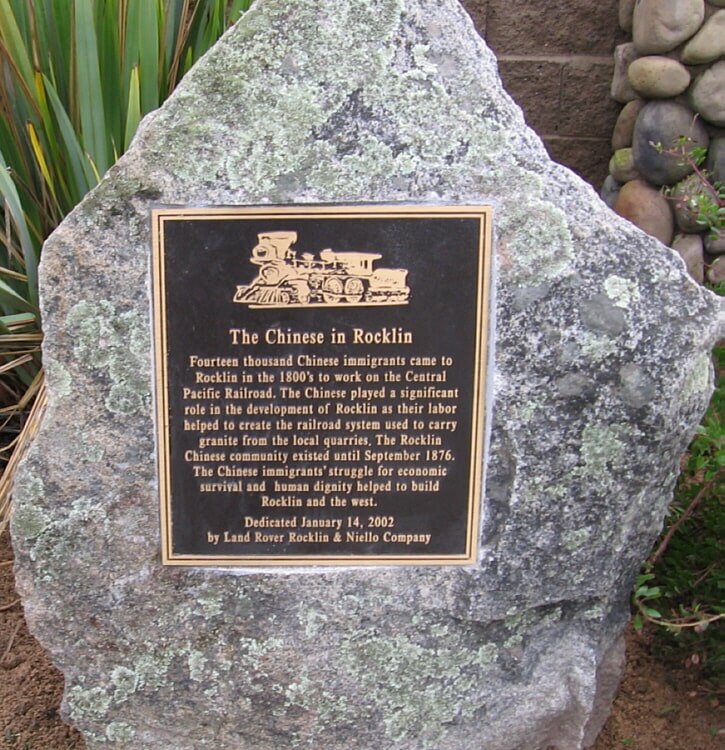 The Chinese in Rocklin
Fourteen thousand Chinese immigrants came to
Rocklin in the 1800's to work on the Central
Pacific Railroad. The Chinese played a significant
role in the development of Rocklin as their labor
helped to create the railroad system used to carry
granite from the local quarries. The Rocklin
Chinese community existed until September 1876.
The Chinese immigrants' struggle for economic
survival and human dignity helped to build
Rocklin and the west.
Dedicated January 14, 2002
by Land Rover Rocklin & Niello Company